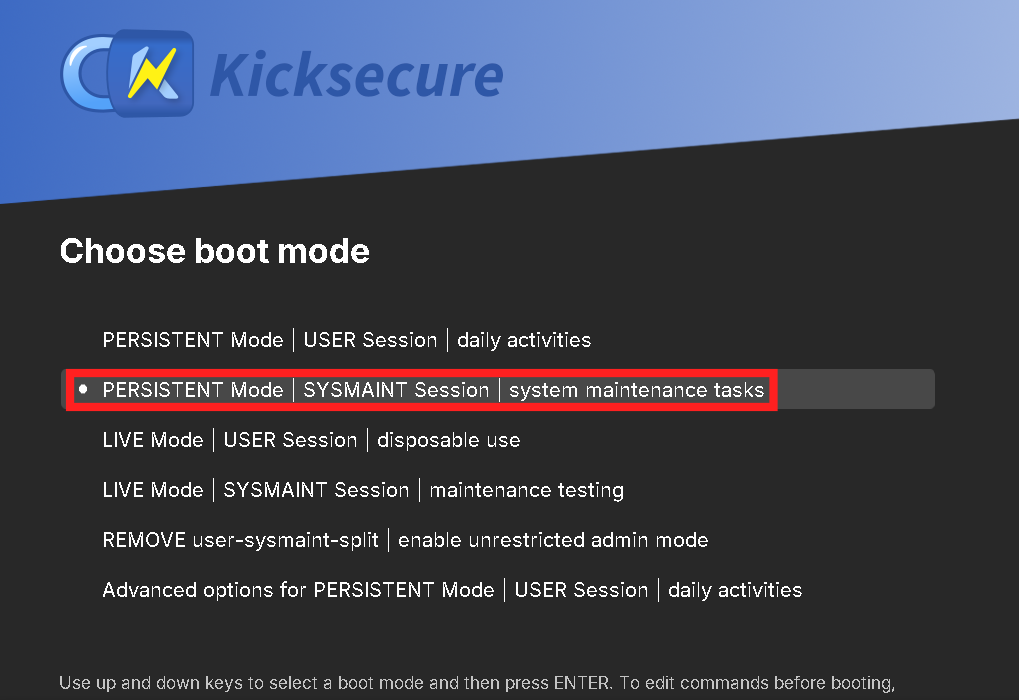 Kicksecure
Choose boot mode
PERSISTENT Mode | USER Session | daily activities
PERSISTENT Mode | SYSMAINT Session | system maintenance tasks
LIVE Mode | USER Session | disposable use
LIVE Mode | SYSMAINT Session | maintenance testing
REMOVE user-sysmaint-split | enable unrestricted admin mode
Advanced options for PERSISTENT Mode | USER Session | daily activities
Use up and down keys to select a boot mode and then press ENTER. To edit commands before booting,